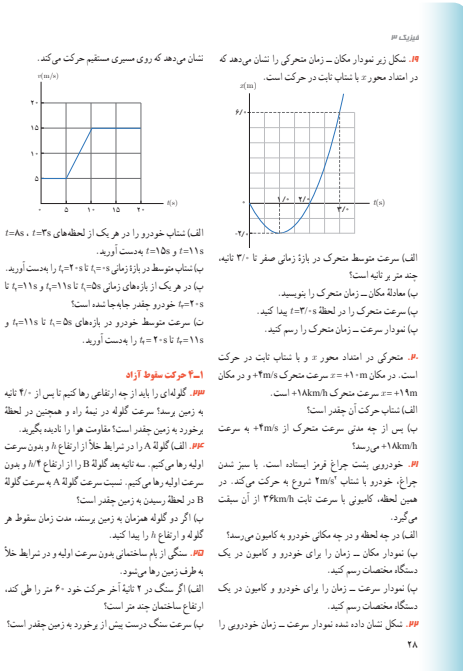 فیزیک ۳
۱۹. شکل زیر نمودار مکان ــ زمان متحرکی را نشان می‌دهد که
در امتداد محور x با شتاب ثابت در حرکت است.
x(m)
۶/۰
۰
۱/۰
۲/۰
۳/۰
t(s)
-۲/۰
الف) سرعت متوسط متحرک در بازهٔ زمانی صفر تا ۳/۰ ثانیه،
چند متر بر ثانیه است؟
ب) معادلهٔ مکان ــ زمان متحرک را بنویسید.
پ) سرعت متحرک را در لحظهٔ t=۳/۰s پیدا کنید.
ت) نمودار سرعت ــ زمان متحرک را رسم کنید.
۲۰. متحرکی در امتداد محور x و با شتاب ثابت در حرکت
است. در مکان x= +۱۰m سرعت متحرک +۴m/s و در مکان
x= +۱۹m سرعت متحرک +۱۸km/h است.
الف) شتاب حرکت آن چقدر است؟
ب) پس از چه مدتی سرعت متحرک از +۴m/s به سرعت
+۱۸km/h می‌رسد؟
۲۱. خودرویی پشت چراغ قرمز ایستاده است. با سبز شدن
چراغ، خودرو با شتاب ۲m/s² شروع به حرکت می‌کند. در
همین لحظه، کامیونی با سرعت ثابت ۳۶km/h از آن سبقت
می‌گیرد.
الف) در چه لحظه و در چه مکانی خودرو به کامیون می‌رسد؟
ب) نمودار مکان ــ زمان را برای خودرو و کامیون در یک
دستگاه مختصات رسم کنید.
پ) نمودار سرعت ــ زمان را برای خودرو و کامیون در یک
دستگاه مختصات رسم کنید.
۲۲. شکل نشان داده شده نمودار سرعت ــ زمان خودرویی را
نشان می‌دهد که روی مسیری مستقیم حرکت می‌کند.
v(m/s)
۲۰
۱۵
۱۰
۵
۰ ۵ ۱۰ ۱۵ ۲۰
t(s)
الف) شتاب خودرو را در هر یک از لحظه‌های t=۳s ، t=۸s
t=۱۱s و t=۱۵s به‌دست آورید.
ب) شتاب متوسط در بازهٔ زمانی t₁=۰s تا t₂=۲۰s را به‌دست آورید.
پ) در هر یک از بازه‌های زمانی t₁=۵s تا t₂=۱۱s و t₂=۱۱s تا
t₃=۲۰s خودرو چقدر جابه‌جا شده است؟
ت) سرعت متوسط خودرو در بازه‌های t₁= ۵s تا t₂=۱۱s و
t₂=۱۱s تا t₃= ۲۰s را به‌دست آورید.
۱ــ۴ حرکت سقوط آزاد
۲۳. گلوله‌ای را باید از چه ارتفاعی رها کنیم تا پس از ۴/۰ ثانیه
به زمین برسد؟ سرعت گلوله در نیمهٔ راه و همچنین در لحظهٔ
برخورد به زمین چقدر است؟ مقاومت هوا را نادیده بگیرید.
۲۴. الف) گلولهٔ A را در شرایط خلأ از ارتفاع h و بدون سرعت
اولیه رها می‌کنیم. سه ثانیه بعد گلولهٔ B را از ارتفاع h/۴ و بدون
سرعت اولیه رها می‌کنیم. نسبت سرعت گلولهٔ A به سرعت گلولهٔ
B در لحظهٔ رسیدن به زمین چقدر است؟
ب) اگر دو گلوله همزمان به زمین برسند، مدت زمان سقوط هر
گلوله و ارتفاع h را پیدا کنید.
۲۵. سنگی از بام ساختمانی بدون سرعت اولیه و در شرایط خلأ
به طرف زمین رها می‌شود.
الف) اگر سنگ در ۲ ثانیهٔ آخر حرکت خود ۶۰ متر را طی کند،
ارتفاع ساختمان چند متر است؟
ب) سرعت سنگ درست پیش از برخورد به زمین چقدر است؟
۲۸